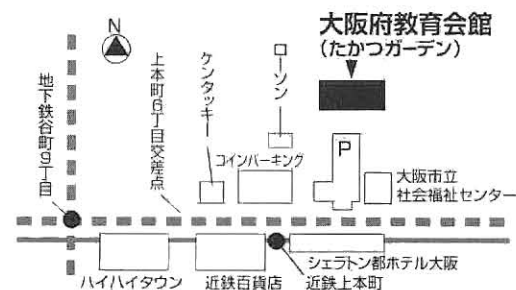 大阪府教育会館
(たかつガーデン)
N
ローソン
ケンタッキー
上本町6丁目交差点
地下鉄谷町9丁目
コインパーキング
P
大阪市立
社会福祉センター
シェラトン都ホテル大阪
ハイハイタウン
近鉄百貨店
近鉄上本町